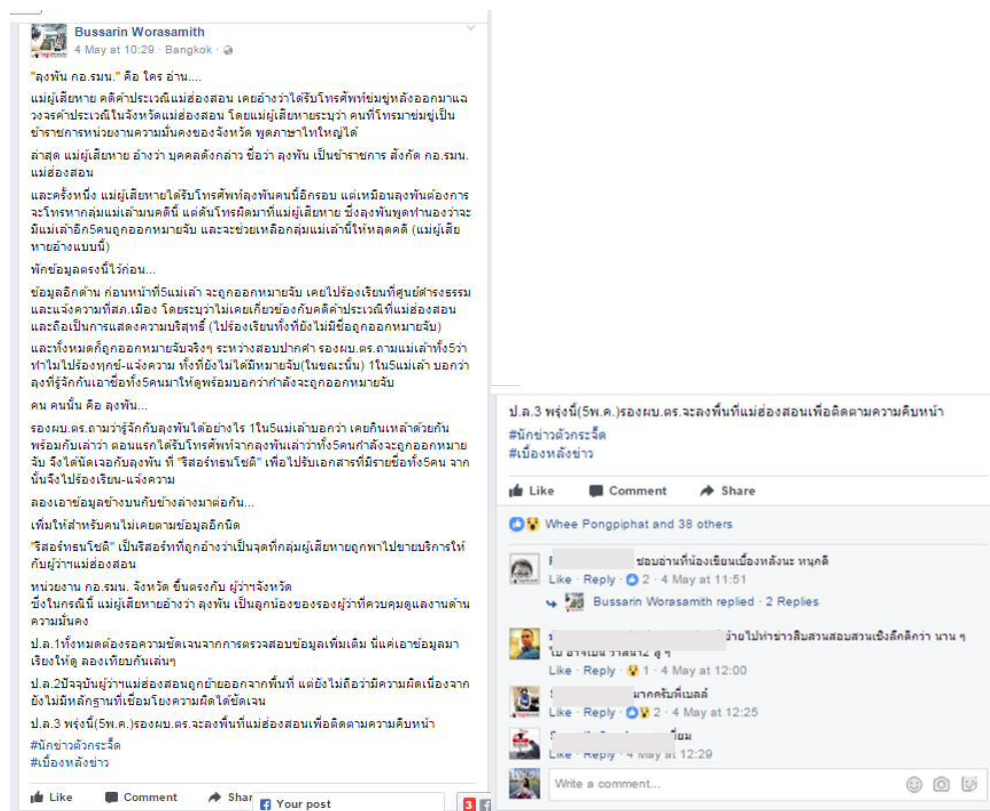 Bussarin Worasamith
4 May at 10:29 · Bangkok ·
"ลุงพัน กอ.รมน." คือ ใคร อ่าน....
แม่ผู้เสียหาย คดีค้าประเวณีแม่ฮ่องสอน เคยอ้างว่าได้รับโทรศัพท์ข่มขู่หลังออกมาแฉ
วงจรค้าประเวณีในจังหวัดแม่ฮ่องสอน โดยแม่ผู้เสียหายระบุว่า คนที่โทรมาข่มขู่เป็น
ข้าราชการหน่วยงานความมั่นคงของจังหวัด พูดภาษาไทใหญ่ได้
ล่าสุด แม่ผู้เสียหาย อ้างว่า บุคคลดังกล่าว ชื่อว่า ลุงพัน เป็นข้าราชการ สังกัด กอ.รมน.
แม่ฮ่องสอน
และครั้งหนึ่ง แม่ผู้เสียหายได้รับโทรศัพท์ลุงพันคนนี้อีกรอบ แต่เหมือนลุงพันต้องการ
จะโทรหากลุ่มแม่เล้ามนคดีนี้ แต่ดันโทรผิดมาที่แม่ผู้เสียหาย ซึ่งลุงพันพูดทำนองว่าจะ
มีแม่เล้าอีก5คนถูกออกหมายจับ และจะช่วยเหลือกลุ่มแม่เล้านี้ให้หลุดคดี (แม่ผู้เสีย
หายอ้างแบบนี้)
พักข้อมูลตรงนี้ไว้ก่อน...
ข้อมูลอีกด้าน ก่อนหน้าที่5แม่เล้า จะถูกออกหมายจับ เคยไปร้องเรียนที่ศูนย์ดำรงธรรม
และแจ้งความที่สภ.เมือง โดยระบุว่าไม่เคยเกี่ยวข้องกับคดีค้าประเวณีที่แม่ฮ่องสอน
และถือเป็นการแสดงความบริสุทธิ์ (ไปร้องเรียนทั้งที่ยังไม่มีชื่อถูกออกหมายจับ)
และทั้งหมดก็ถูกออกหมายจับจริงๆ ระหว่างสอบปากคำ รองผบ.ตร.ถามแม่เล้าทั้ง5ว่า
ทำไมไปร้องทุกข์-แจ้งความ ทั้งที่ยังไม่ได้มีหมายจับ(ในขณะนั้น) 1ใน5แม่เล้า บอกว่า
ลุงที่รู้จักกันเอาชื่อทั้ง5คนมาให้ดูพร้อมบอกว่ากำลังจะถูกออกหมายจับ
คน คนนั้น คือ ลุงพัน...
รองผบ.ตร.ถามว่ารู้จักกับลุงพันได้อย่างไร 1ใน5แม่เล้าบอกว่า เคยกินเหล้าด้วยกัน
พร้อมกับเล่าว่า ตอนแรกได้รับโทรศัพท์จากลุงพันเล่าว่าทั้ง5คนกำลังจะถูกออกหมาย
จับ จึงได้นัดเจอกับลุงพัน ที่ "รีสอร์ทธนโชติ" เพื่อไปรับเอกสารที่มีรายชื่อทั้ง5คน จาก
นั้นจึงไปร้องเรียน-แจ้งความ
ลองเอาข้อมูลข้างบนกับข้างล่างมาต่อกัน...
เพิ่มให้สำหรับคนไม่เคยตามข้อมูลอีกนิด
"รีสอร์ทธนโชติ" เป็นรีสอร์ทที่ถูกอ้างว่าเป็นจุดที่กลุ่มผู้เสียหายถูกพาไปขายบริการให้
กับผู้ว่าฯแม่ฮ่องสอน
หน่วยงาน กอ.รมน. จังหวัด ขึ้นตรงกับ ผู้ว่าฯจังหวัด
ซึ่งในกรณีนี้ แม่ผู้เสียหายอ้างว่า ลุงพัน เป็นลูกน้องของรองผู้ว่าที่ควบคุมดูแลงานด้าน
ความมั่นคง
ป.ล.1ทั้งหมดต้องรอความชัดเจนจากการตรวจสอบข้อมูลเพิ่มเติม นี่แค่เอาข้อมูลมา
เรียงให้ดู ลองเทียบกันเล่นๆ
ป.ล.2ปัจจุบันผู้ว่าฯแม่ฮ่องสอนถูกย้ายออกจากพื้นที่ แต่ยังไม่ถือว่ามีความผิดเนื่องจาก
ยังไม่มีหลักฐานที่เชื่อมโยงความผิดได้ชัดเจน
ป.ล.3 พรุ่งนี้(5พ.ค.)รองผบ.ตร.จะลงพื้นที่แม่ฮ่องสอนเพื่อติดตามความคืบหน้า
#นักข่าวตัวกระจิ๊ด
#เบื้องหลังข่าว
Like Comment Shar
Your post
3
ป.ล.3 พรุ่งนี้(5พ.ค.)รองผบ.ตร.จะลงพื้นที่แม่ฮ่องสอนเพื่อติดตามความคืบหน้า
#นักข่าวตัวกระจิ๊ด
#เบื้องหลังข่าว
Like Comment Share
Whee Pongpiphat and 38 others
ชอบอ่านที่น้องเขียนเบื้องหลังนะ หนุกดี
Like · Reply · 2 · 4 May at 11:51
Bussarin Worasamith replied · 2 Replies
ย้ายไปทำข่าวสืบสวนสอบสวนเชิงลึกดีกว่า นาน ๆ
Like · Reply · 1 · 4 May at 12:00
มากครับพี่เบลล์
Like · Reply · 2 · 4 May at 12:25
เยี่ยม
Like · Reply · 4 May at 12:29
Write a comment...